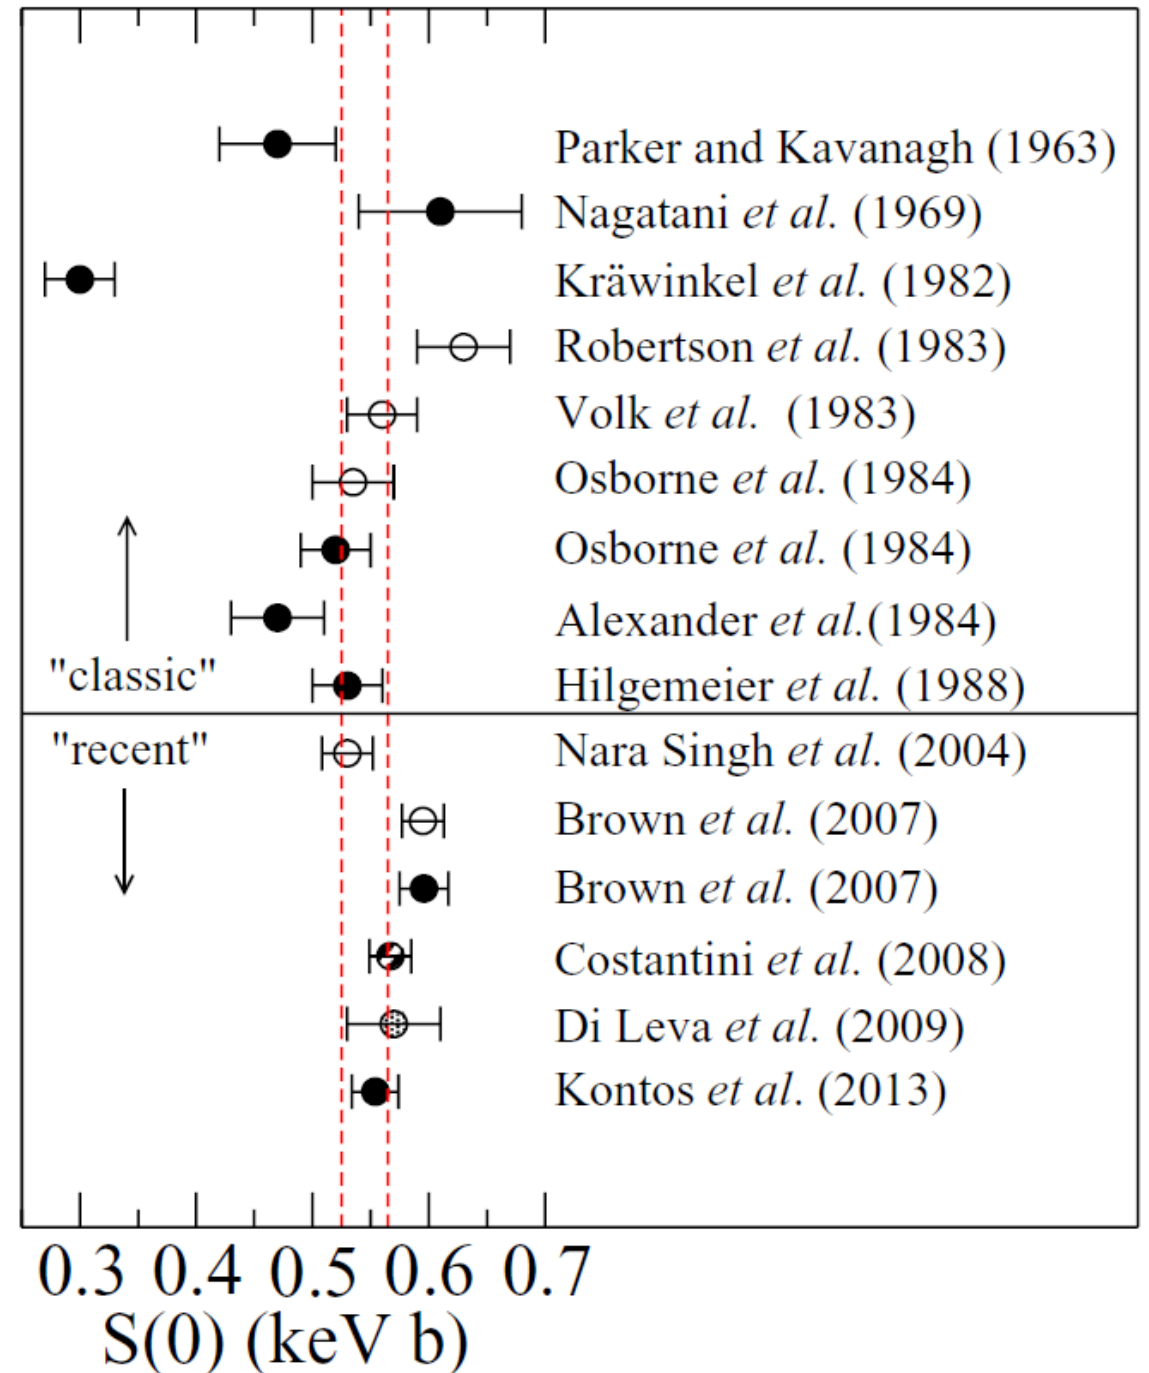 Parker and Kavanagh (1963)
Nagatani et al. (1969)
Kräwinkel et al. (1982)
Robertson et al. (1983)
Volk et al. (1983)
Osborne et al. (1984)
Osborne et al. (1984)
Alexander et al.(1984)
"classic"
Hilgemeier et al. (1988)
"recent"
Nara Singh et al. (2004)
Brown et al. (2007)
Brown et al. (2007)
Costantini et al. (2008)
Di Leva et al. (2009)
Kontos et al. (2013)
0.3 0.4 0.5 0.6 0.7
S(0) (keV b)